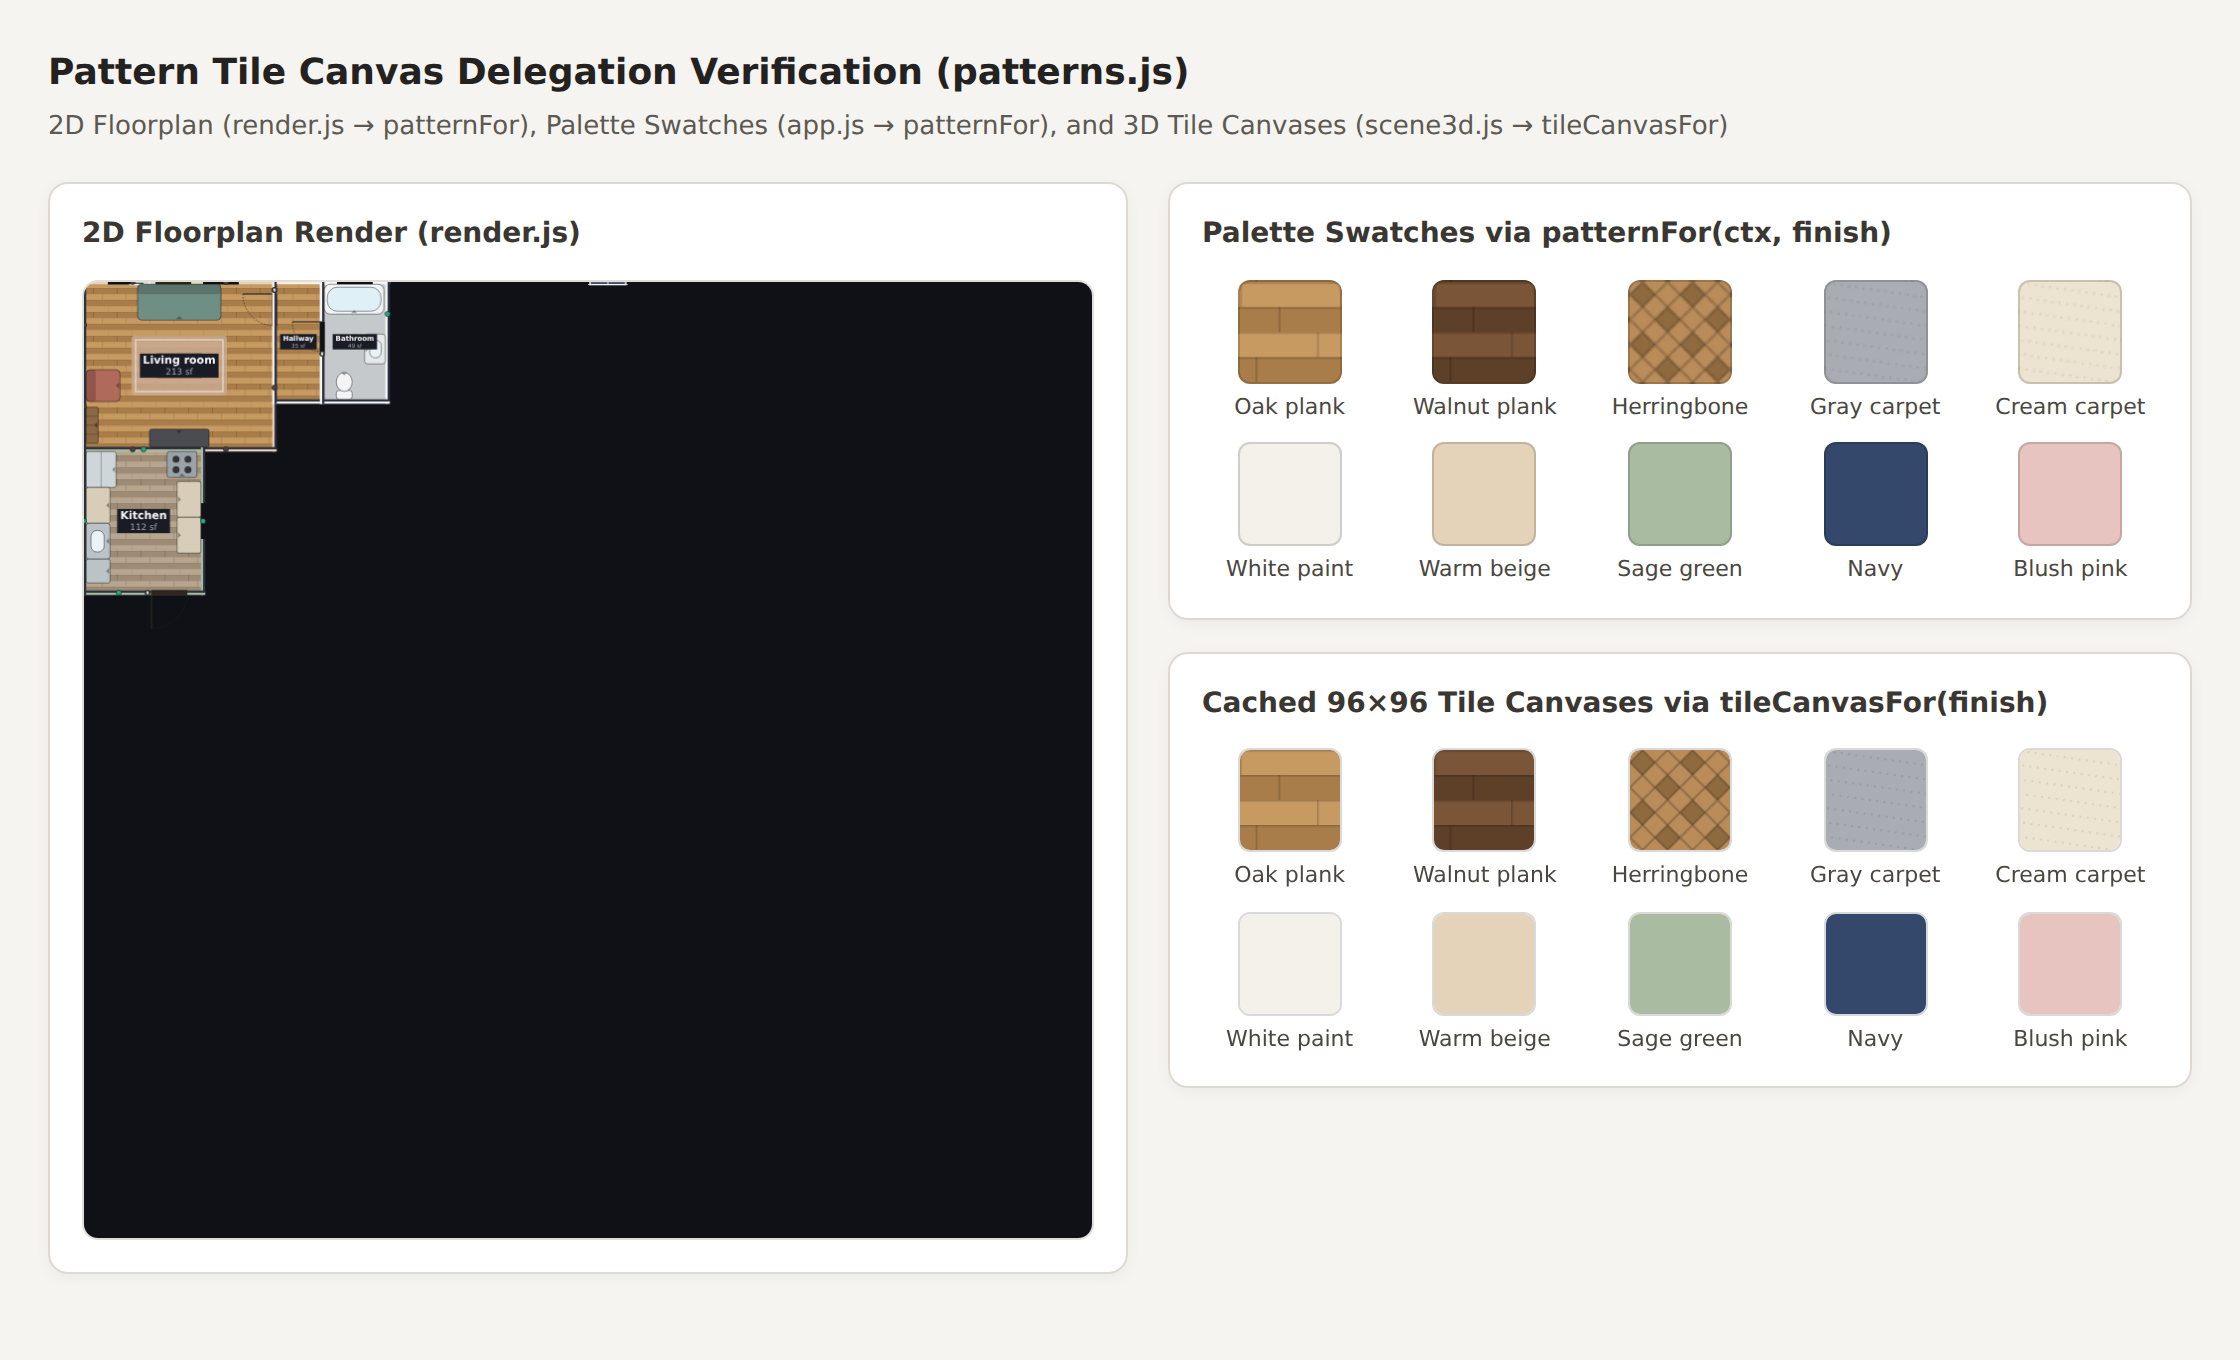 Pattern Tile Canvas Delegation Verification (patterns.js)
2D Floorplan (render.js → patternFor), Palette Swatches (app.js → patternFor), and 3D Tile Canvases (scene3d.js → tileCanvasFor)
2D Floorplan Render (render.js)
Living room
213 sf
Hallway
35 sf
Bathroom
49 sf
Kitchen
112 sf
Palette Swatches via patternFor(ctx, finish)
Oak plank
Walnut plank
Herringbone
Gray carpet
Cream carpet
White paint
Warm beige
Sage green
Navy
Blush pink
Cached 96×96 Tile Canvases via tileCanvasFor(finish)
Oak plank
Walnut plank
Herringbone
Gray carpet
Cream carpet
White paint
Warm beige
Sage green
Navy
Blush pink